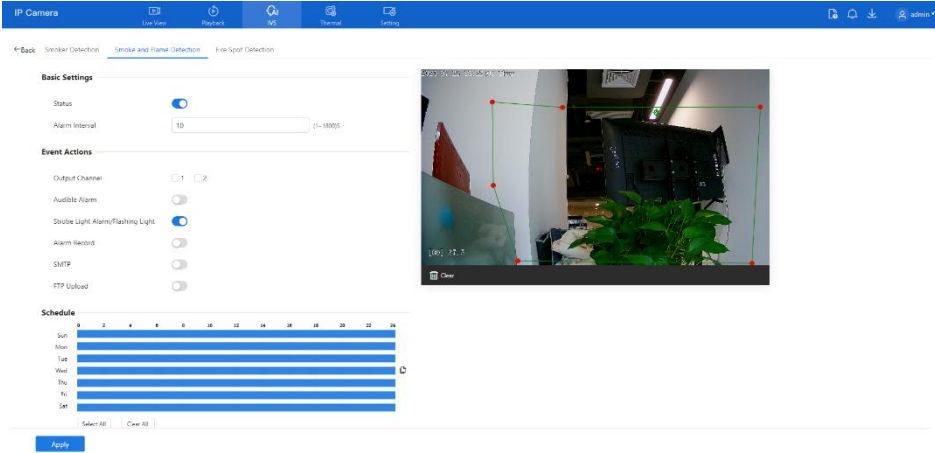 IP Camera
Live View
Playback
IVS
Thermal
Setting
admin
Back Smoker Detection Smoke and Flame Detection Fire Spot Detection
Basic Settings
Status
Alarm Interval 10 (1~1800)S
Event Actions
Output Channel 1 2
Audible Alarm
Strobe Light Alarm/Flashing Light
Alarm Record
SMTP
FTP Upload
Clear
Schedule
0 2 4 6 8 10 12 14 16 18 20 22 24
Sun
Mon
Tue
Wed
Thu
Fri
Sat
Select All Clear All
Apply